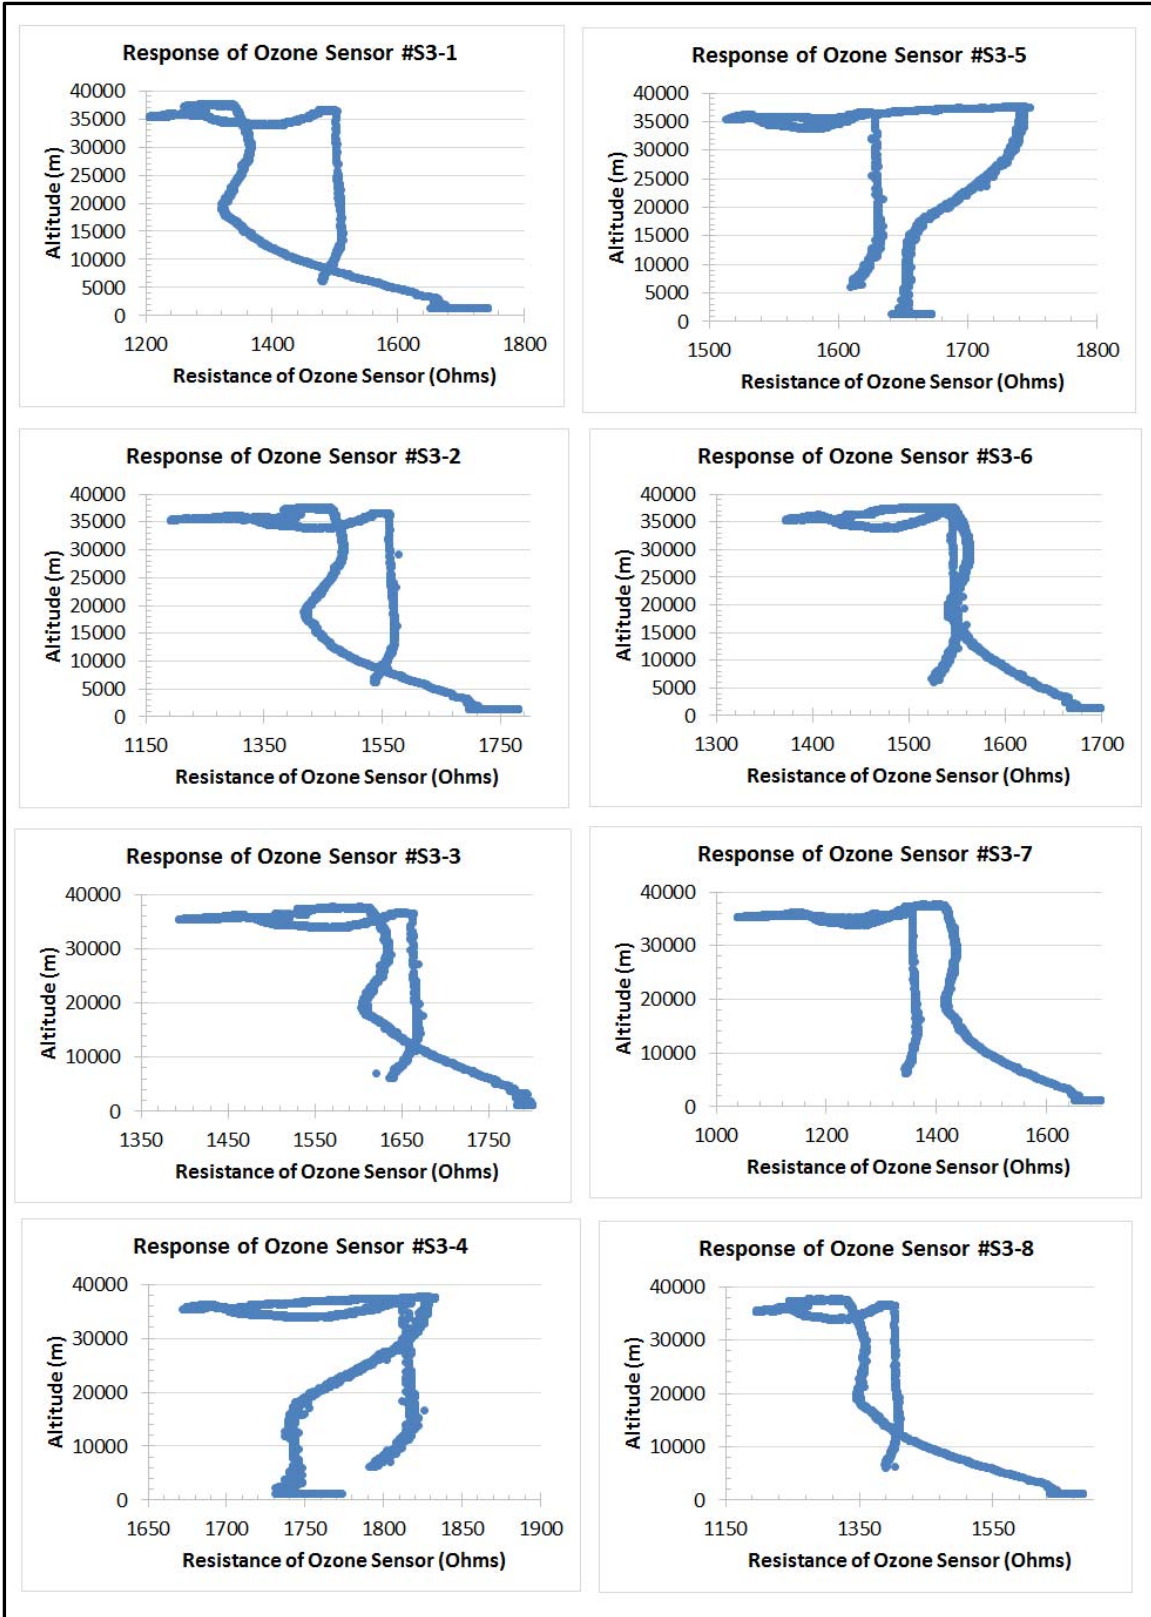 Response of Ozone Sensor #S3-1
40000
35000
30000
25000
20000
15000
10000
5000
0
Altitude (m)
1200 1400 1600 1800
Resistance of Ozone Sensor (Ohms)
Response of Ozone Sensor #S3-5
40000
35000
30000
25000
20000
15000
10000
5000
0
Altitude (m)
1500 1600 1700 1800
Resistance of Ozone Sensor (Ohms)
Response of Ozone Sensor #S3-2
40000
35000
30000
25000
20000
15000
10000
5000
0
Altitude (m)
1150 1350 1550 1750
Resistance of Ozone Sensor (Ohms)
Response of Ozone Sensor #S3-6
40000
35000
30000
25000
20000
15000
10000
5000
0
Altitude (m)
1300 1400 1500 1600 1700
Resistance of Ozone Sensor (Ohms)
Response of Ozone Sensor #S3-3
40000
30000
20000
10000
0
Altitude (m)
1350 1450 1550 1650 1750
Resistance of Ozone Sensor (Ohms)
Response of Ozone Sensor #S3-7
40000
30000
20000
10000
0
Altitude (m)
1000 1200 1400 1600
Resistance of Ozone Sensor (Ohms)
Response of Ozone Sensor #S3-4
40000
30000
20000
10000
0
Altitude (m)
1650 1700 1750 1800 1850 1900
Resistance of Ozone Sensor (Ohms)
Response of Ozone Sensor #S3-8
40000
30000
20000
10000
0
Altitude (m)
1150 1350 1550
Resistance of Ozone Sensor (Ohms)